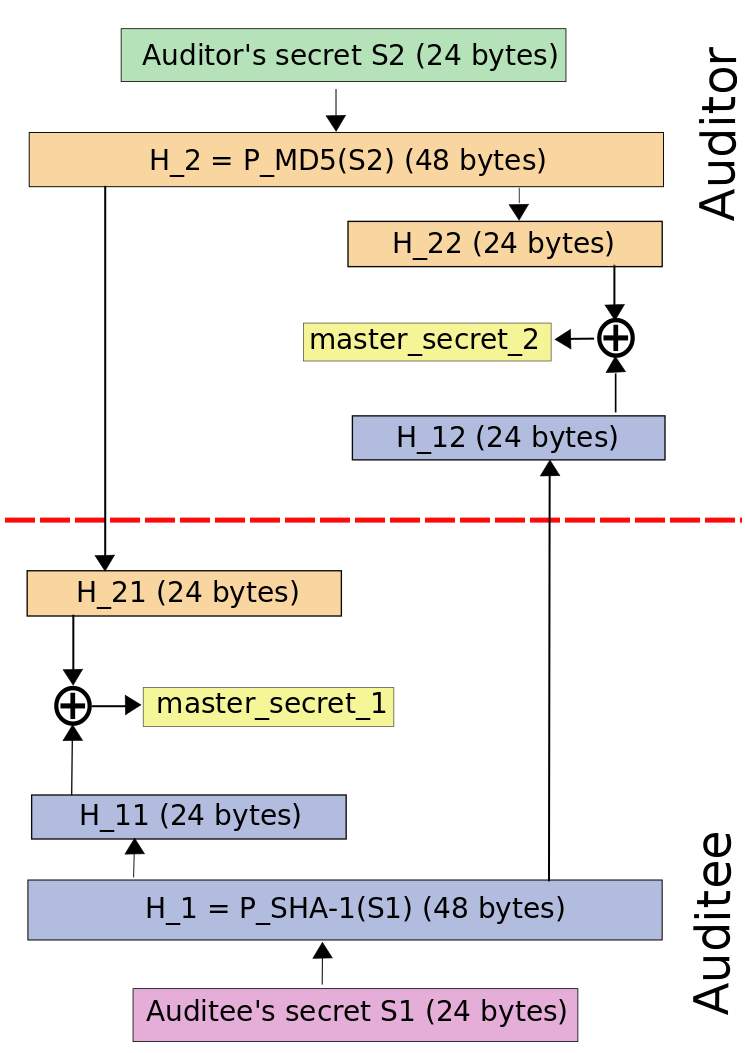 Auditor's secret S2 (24 bytes)
Auditor
H_2 = P_MD5(S2) (48 bytes)
H_22 (24 bytes)
master_secret_2
H_12 (24 bytes)
H_21 (24 bytes)
master_secret_1
H_11 (24 bytes)
Auditee
H_1 = P_SHA-1(S1) (48 bytes)
Auditee's secret S1 (24 bytes)